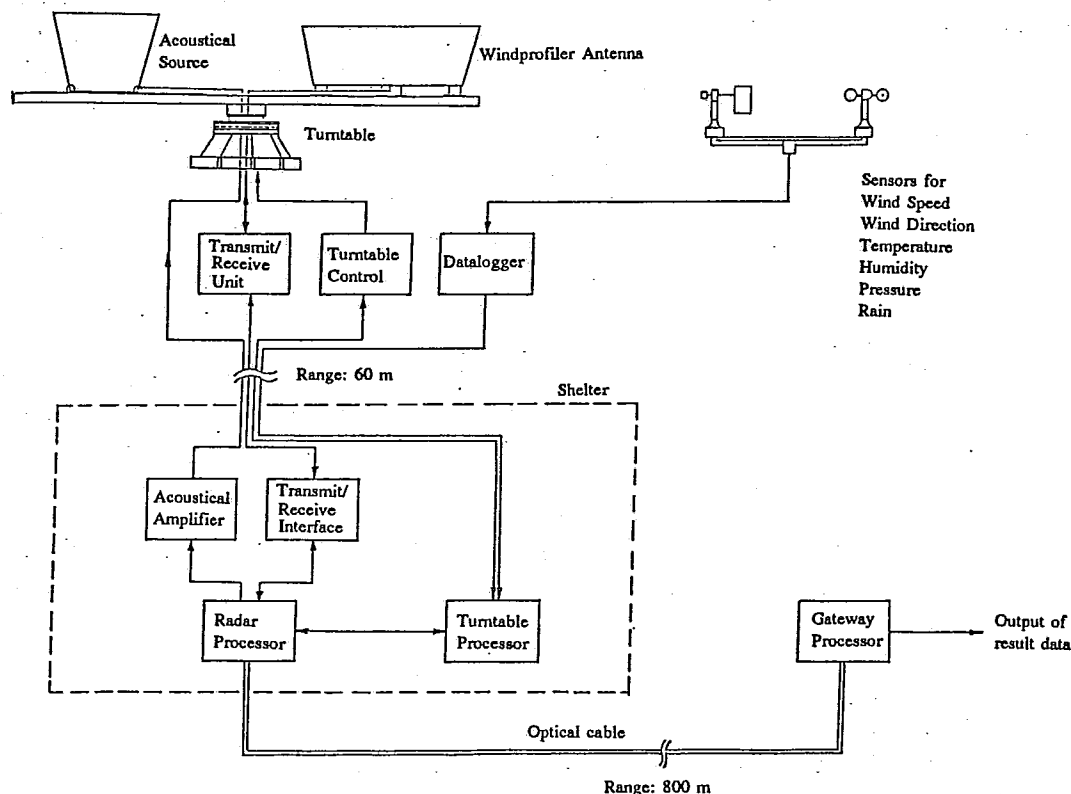 Acoustical
Source
Windprofiler Antenna
Turntable
Sensors for
Wind Speed
Wind Direction
Temperature
Humidity
Pressure
Rain
Transmit/
Receive
Unit
Turntable
Control
Datalogger
Range: 60 m
Shelter
Acoustical
Amplifier
Transmit/
Receive
Interface
Radar
Processor
Turntable
Processor
Gateway
Processor
Output of
result data
Optical cable
Range: 800 m